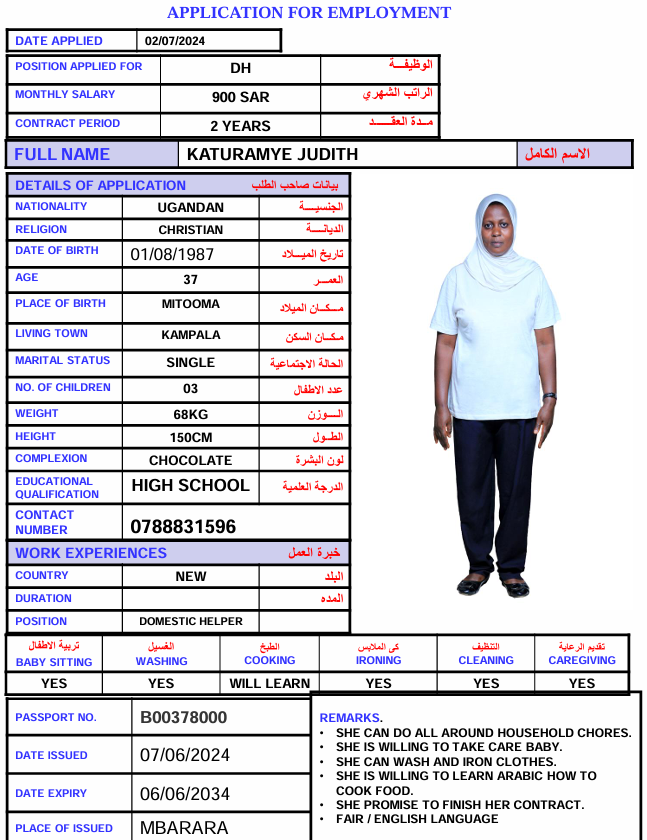 APPLICATION FOR EMPLOYMENT
DATE APPLIED 02/07/2024
POSITION APPLIED FOR DH الوظيفـــة
MONTHLY SALARY 900 SAR الراتب الشهري
CONTRACT PERIOD 2 YEARS مــدة العقــــد
FULL NAME KATURAMYE JUDITH الاسم الكامل
DETAILS OF APPLICATION بيانات صاحب الطلب
NATIONALITY UGANDAN الجنسيـــة
RELIGION CHRISTIAN الديانـــة
DATE OF BIRTH 01/08/1987 تاريخ الميـــلاد
AGE 37 العمــر
PLACE OF BIRTH MITOOMA مــكــان الميلاد
LIVING TOWN KAMPALA مكــان السكن
MARITAL STATUS SINGLE الحالة الاجتماعية
NO. OF CHILDREN 03 عدد الاطفال
WEIGHT 68KG الـــوزن
HEIGHT 150CM الطــول
COMPLEXION CHOCOLATE لون البشرة
EDUCATIONAL QUALIFICATION HIGH SCHOOL الدرجة العلمية
CONTACT NUMBER 0788831596
WORK EXPERIENCES خبرة العمل
COUNTRY NEW البلد
DURATION المده
POSITION DOMESTIC HELPER
تربية الاطفال الغسيل الطبخ كى الملابس التنظيف تقديم الرعاية
BABY SITTING WASHING COOKING IRONING CLEANING CAREGIVING
YES YES WILL LEARN YES YES YES
PASSPORT NO. B00378000
DATE ISSUED 07/06/2024
DATE EXPIRY 06/06/2034
PLACE OF ISSUED MBARARA
REMARKS.
• SHE CAN DO ALL AROUND HOUSEHOLD CHORES.
• SHE IS WILLING TO TAKE CARE BABY.
• SHE CAN WASH AND IRON CLOTHES.
• SHE IS WILLING TO LEARN ARABIC HOW TO
COOK FOOD.
• SHE PROMISE TO FINISH HER CONTRACT.
• FAIR / ENGLISH LANGUAGE